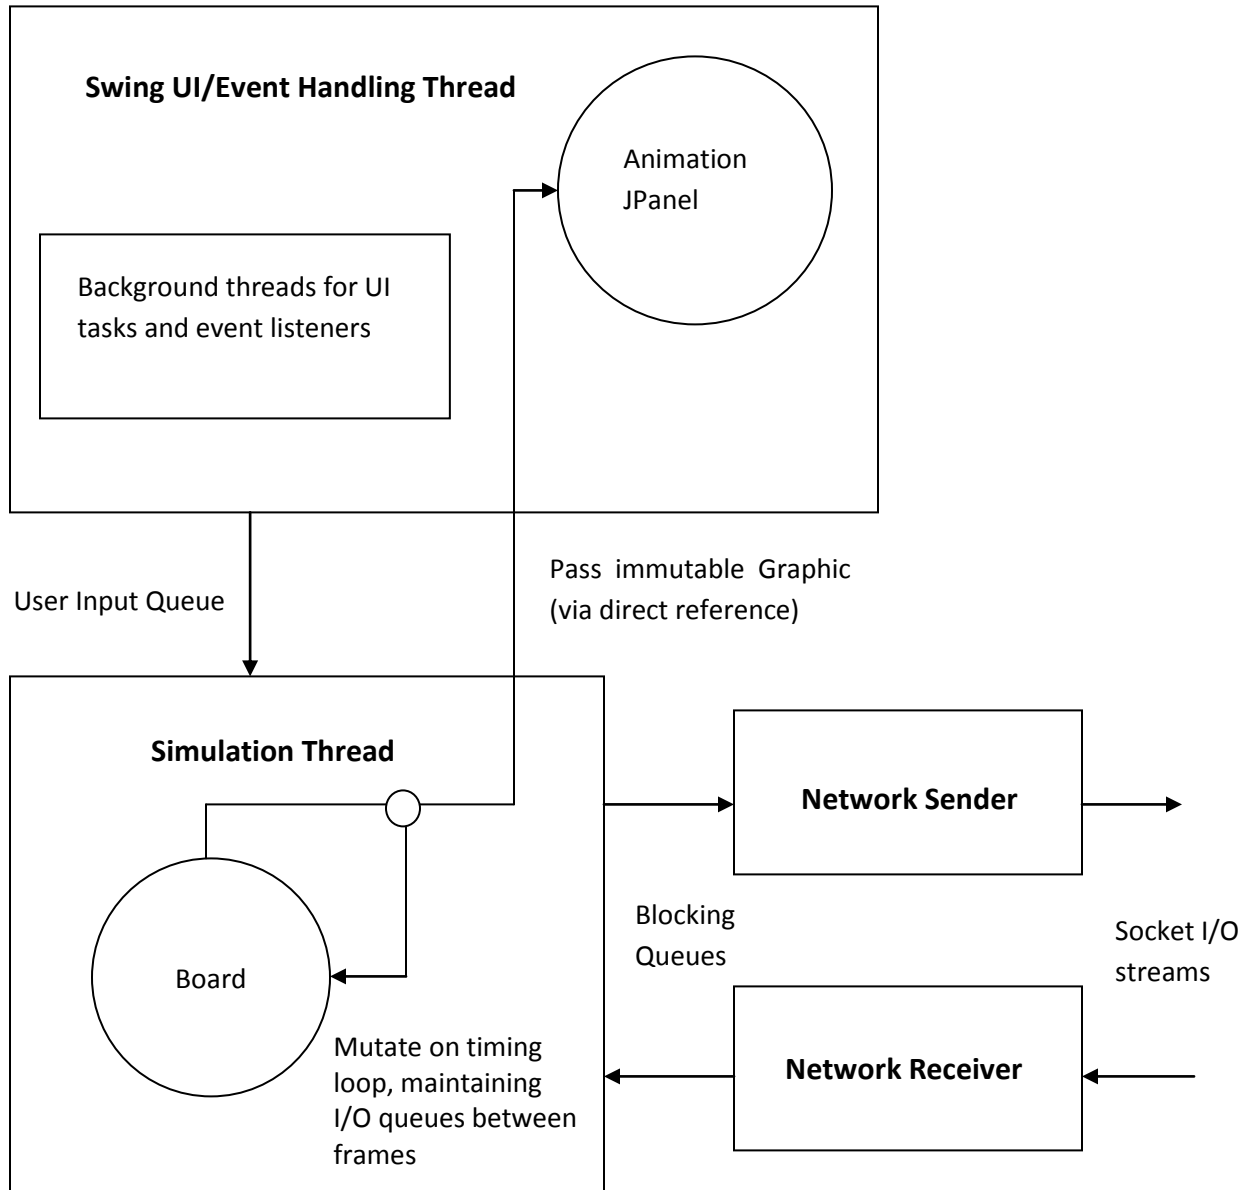 Swing UI/Event Handling Thread
Animation
JPanel
Background threads for UI
tasks and event listeners
Pass immutable Graphic
(via direct reference)
User Input Queue
Simulation Thread
Network Sender
Blocking
Queues
Socket I/O
streams
Board
Mutate on timing
loop, maintaining
I/O queues between
frames
Network Receiver